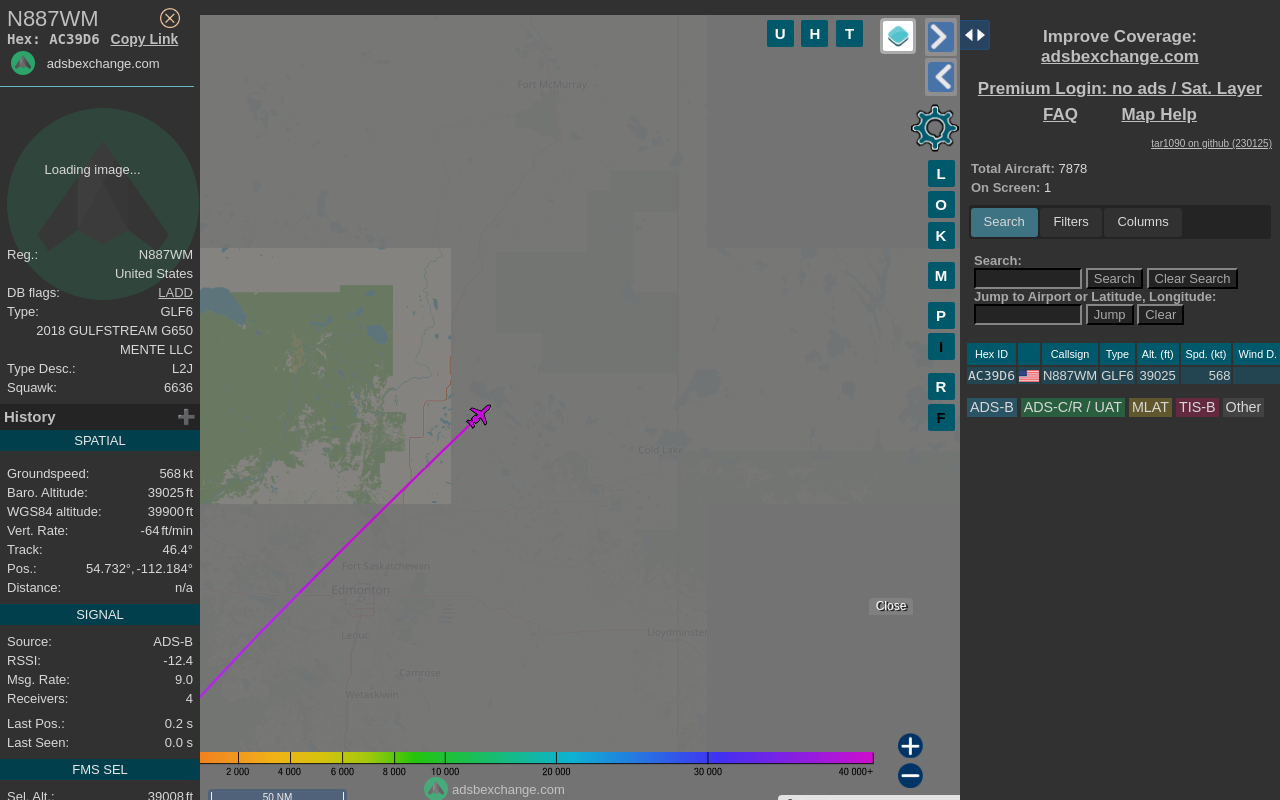 N887WM
Hex: AC39D6 Copy Link
adsbexchange.com
Loading image...
Reg.: N887WM
United States
DB flags: LADD
Type: GLF6
2018 GULFSTREAM G650
MENTE LLC
Type Desc.: L2J
Squawk: 6636
History
SPATIAL
Groundspeed: 568 kt
Baro. Altitude: 39025 ft
WGS84 altitude: 39900 ft
Vert. Rate: -64 ft/min
Track: 46.4°
Pos.: 54.732°, -112.184°
Distance: n/a
SIGNAL
Source: ADS-B
RSSI: -12.4
Msg. Rate: 9.0
Receivers: 4
Last Pos.: 0.2 s
Last Seen: 0.0 s
FMS SEL
Sel. Alt.: 39008 ft
U H T
L
O
K
M
P
I
R
F
Fort McMurray
Cold Lake
Fort Saskatchewan
Edmonton
Leduc
Lloydminster
Camrose
Wetaskiwin
Close
2 000 4 000 6 000 8 000 10 000 20 000 30 000 40 000+
adsbexchange.com
50 NM
Improve Coverage:
adsbexchange.com
Premium Login: no ads / Sat. Layer
FAQ Map Help
tar1090 on github (230125)
Total Aircraft: 7878
On Screen: 1
Search Filters Columns
Search:
Search Clear Search
Jump to Airport or Latitude, Longitude:
Jump Clear
Hex ID Callsign Type Alt. (ft) Spd. (kt) Wind D.
AC39D6 N887WM GLF6 39025 568
ADS-B ADS-C/R / UAT MLAT TIS-B Other